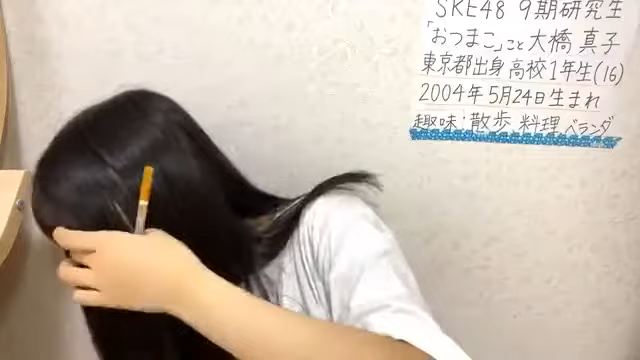 SKE48 9期研究生
「おつまこ」こと大橋 真子
東京都出身 高校1年生(16)
2004年5月24日生まれ
趣味:散歩 料理 ベランダ